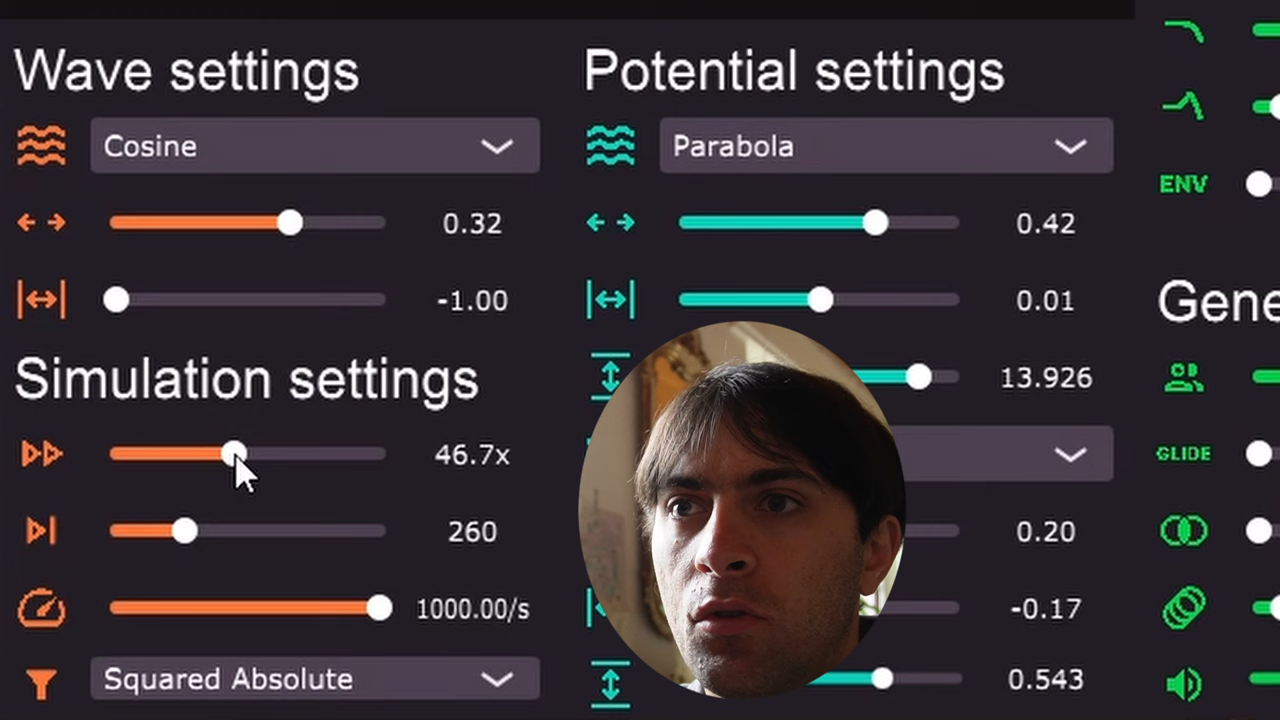 Wave settings
Cosine
0.32
-1.00
Simulation settings
46.7x
260
1000.00/s
Squared Absolute
Potential settings
Parabola
0.42
0.01
13.926
0.20
-0.17
0.543
ENV
Gene
GLIDE